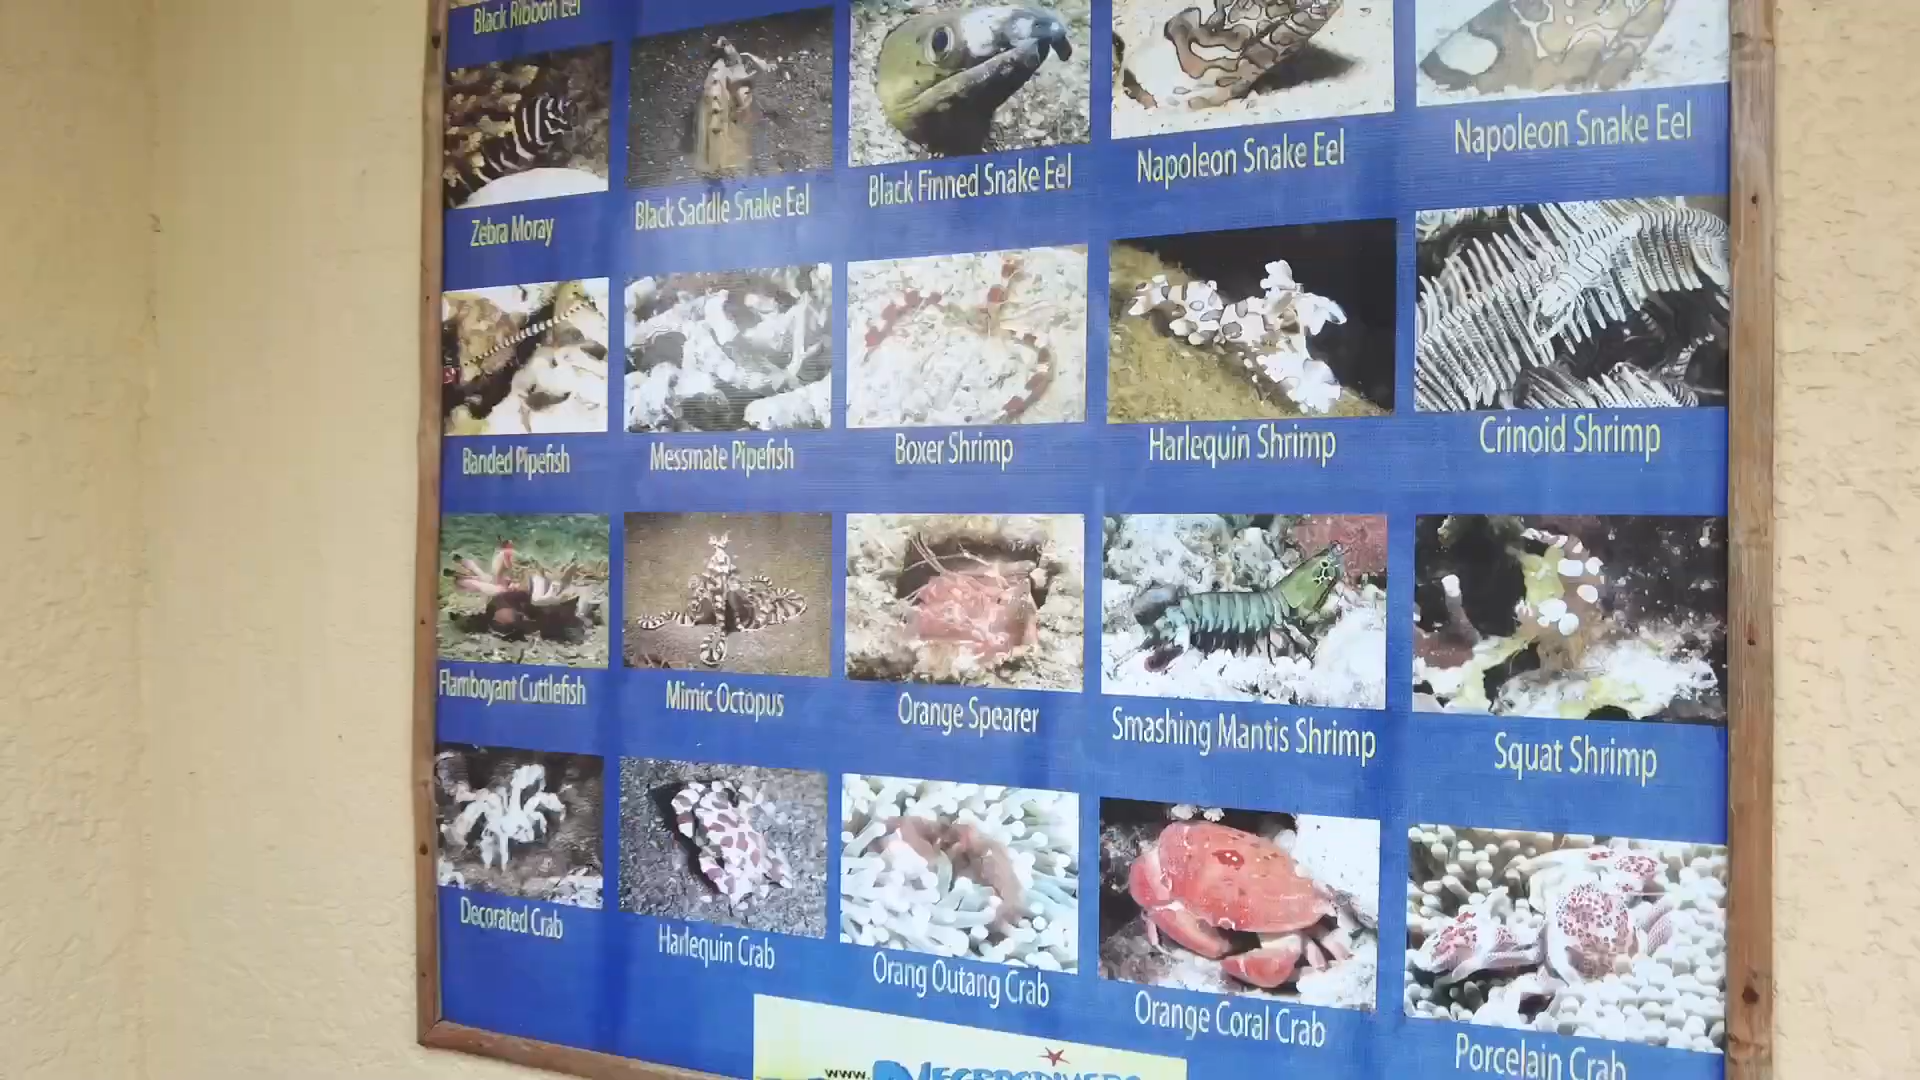 Black Ribbon Eel
Zebra Moray
Black Saddle Snake Eel
Black Finned Snake Eel
Napoleon Snake Eel
Napoleon Snake Eel
Banded Pipefish
Messmate Pipefish
Boxer Shrimp
Harlequin Shrimp
Crinoid Shrimp
Flamboyant Cuttlefish
Mimic Octopus
Orange Spearer
Smashing Mantis Shrimp
Squat Shrimp
Decorated Crab
Harlequin Crab
Orang Outang Crab
Orange Coral Crab
Porcelain Crab
www.